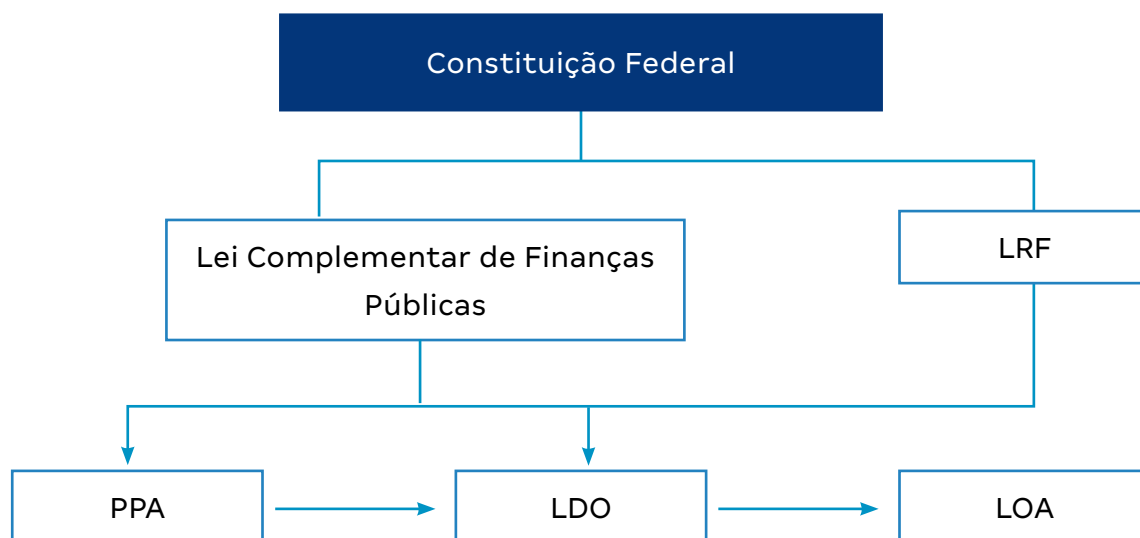 Constituição Federal
Lei Complementar de Finanças
Públicas
LRF
PPA
LDO
LOA